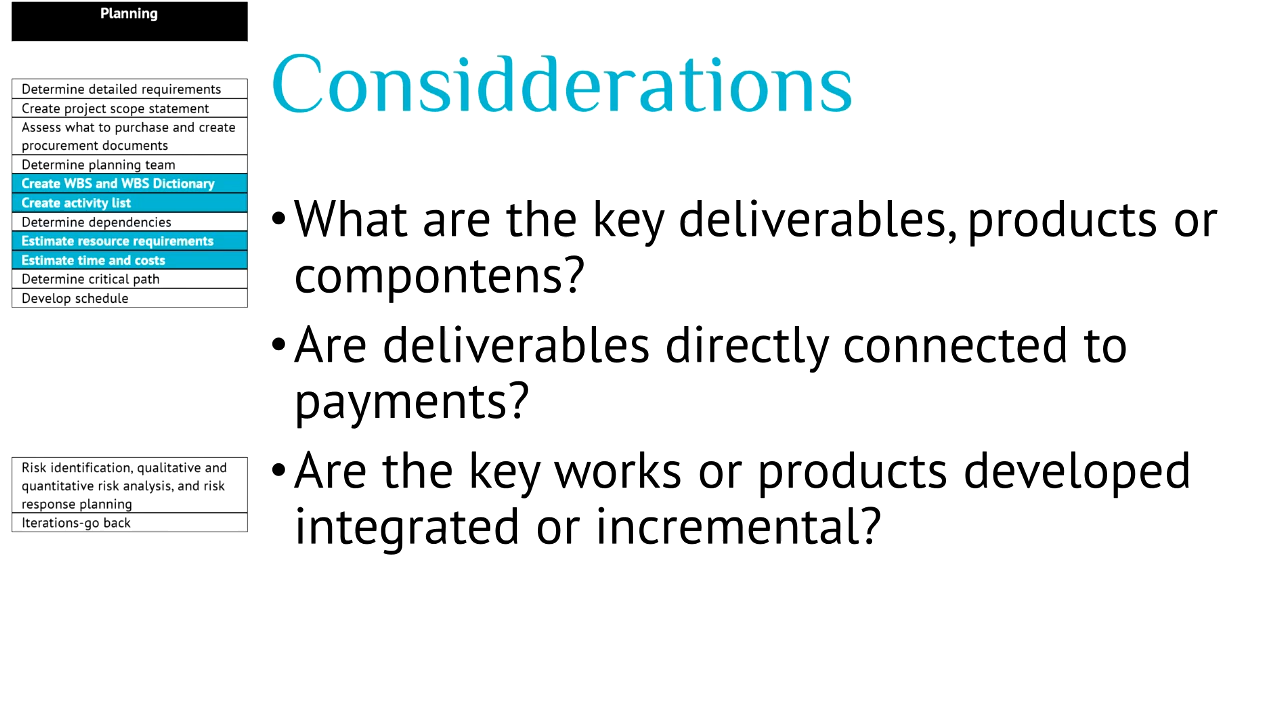 Planning
Determine detailed requirements
Create project scope statement
Assess what to purchase and create
procurement documents
Determine planning team
Create WBS and WBS Dictionary
Create activity list
Determine dependencies
Estimate resource requirements
Estimate time and costs
Determine critical path
Develop schedule
Risk identification, qualitative and
quantitative risk analysis, and risk
response planning
Iterations-go back
Considderations
• What are the key deliverables, products or
compontens?
• Are deliverables directly connected to
payments?
• Are the key works or products developed
integrated or incremental?